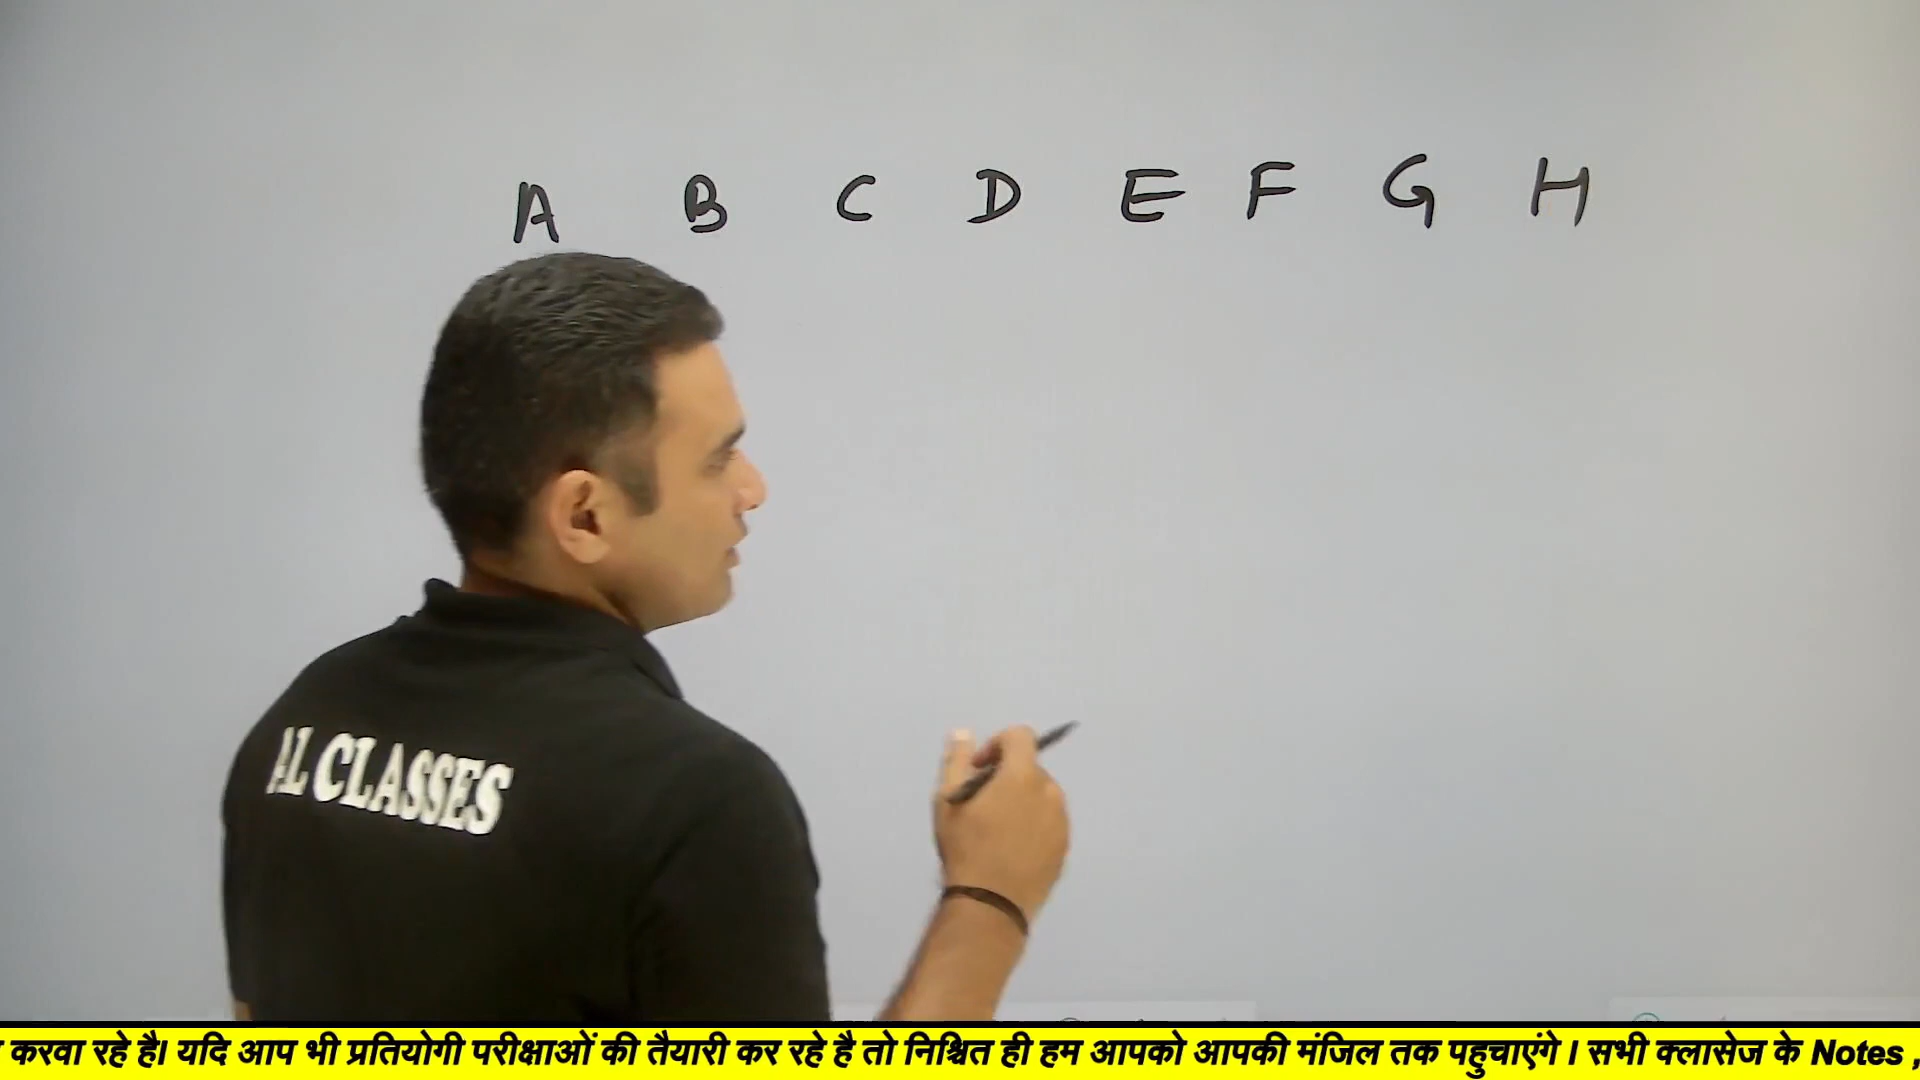 A B C D E F G H
AL CLASSES
करवा रहे है। यदि आप भी प्रतियोगी परीक्षाओं की तैयारी कर रहे है तो निश्चित ही हम आपको आपकी मंजिल तक पहुचाएंगे । सभी क्लासेज के Notes ,